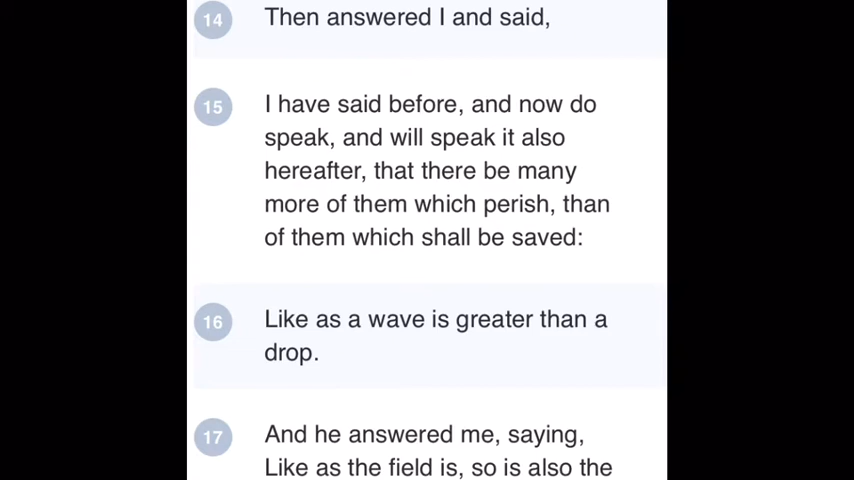 14 Then answered I and said,
15 I have said before, and now do
speak, and will speak it also
hereafter, that there be many
more of them which perish, than
of them which shall be saved:
16 Like as a wave is greater than a
drop.
17 And he answered me, saying,
Like as the field is, so is also the